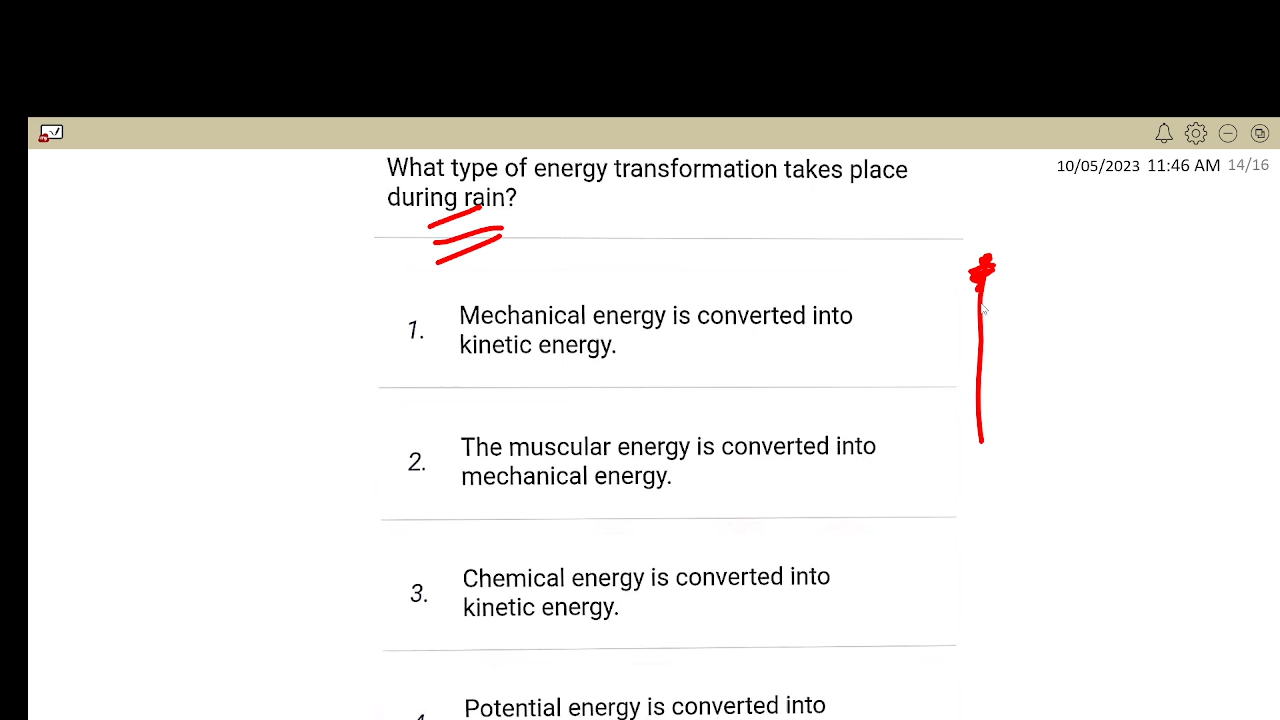 10/05/2023 11:46 AM 14/16
What type of energy transformation takes place
during rain?
1.
Mechanical energy is converted into
kinetic energy.
2.
The muscular energy is converted into
mechanical energy.
3.
Chemical energy is converted into
kinetic energy.
Potential energy is converted into